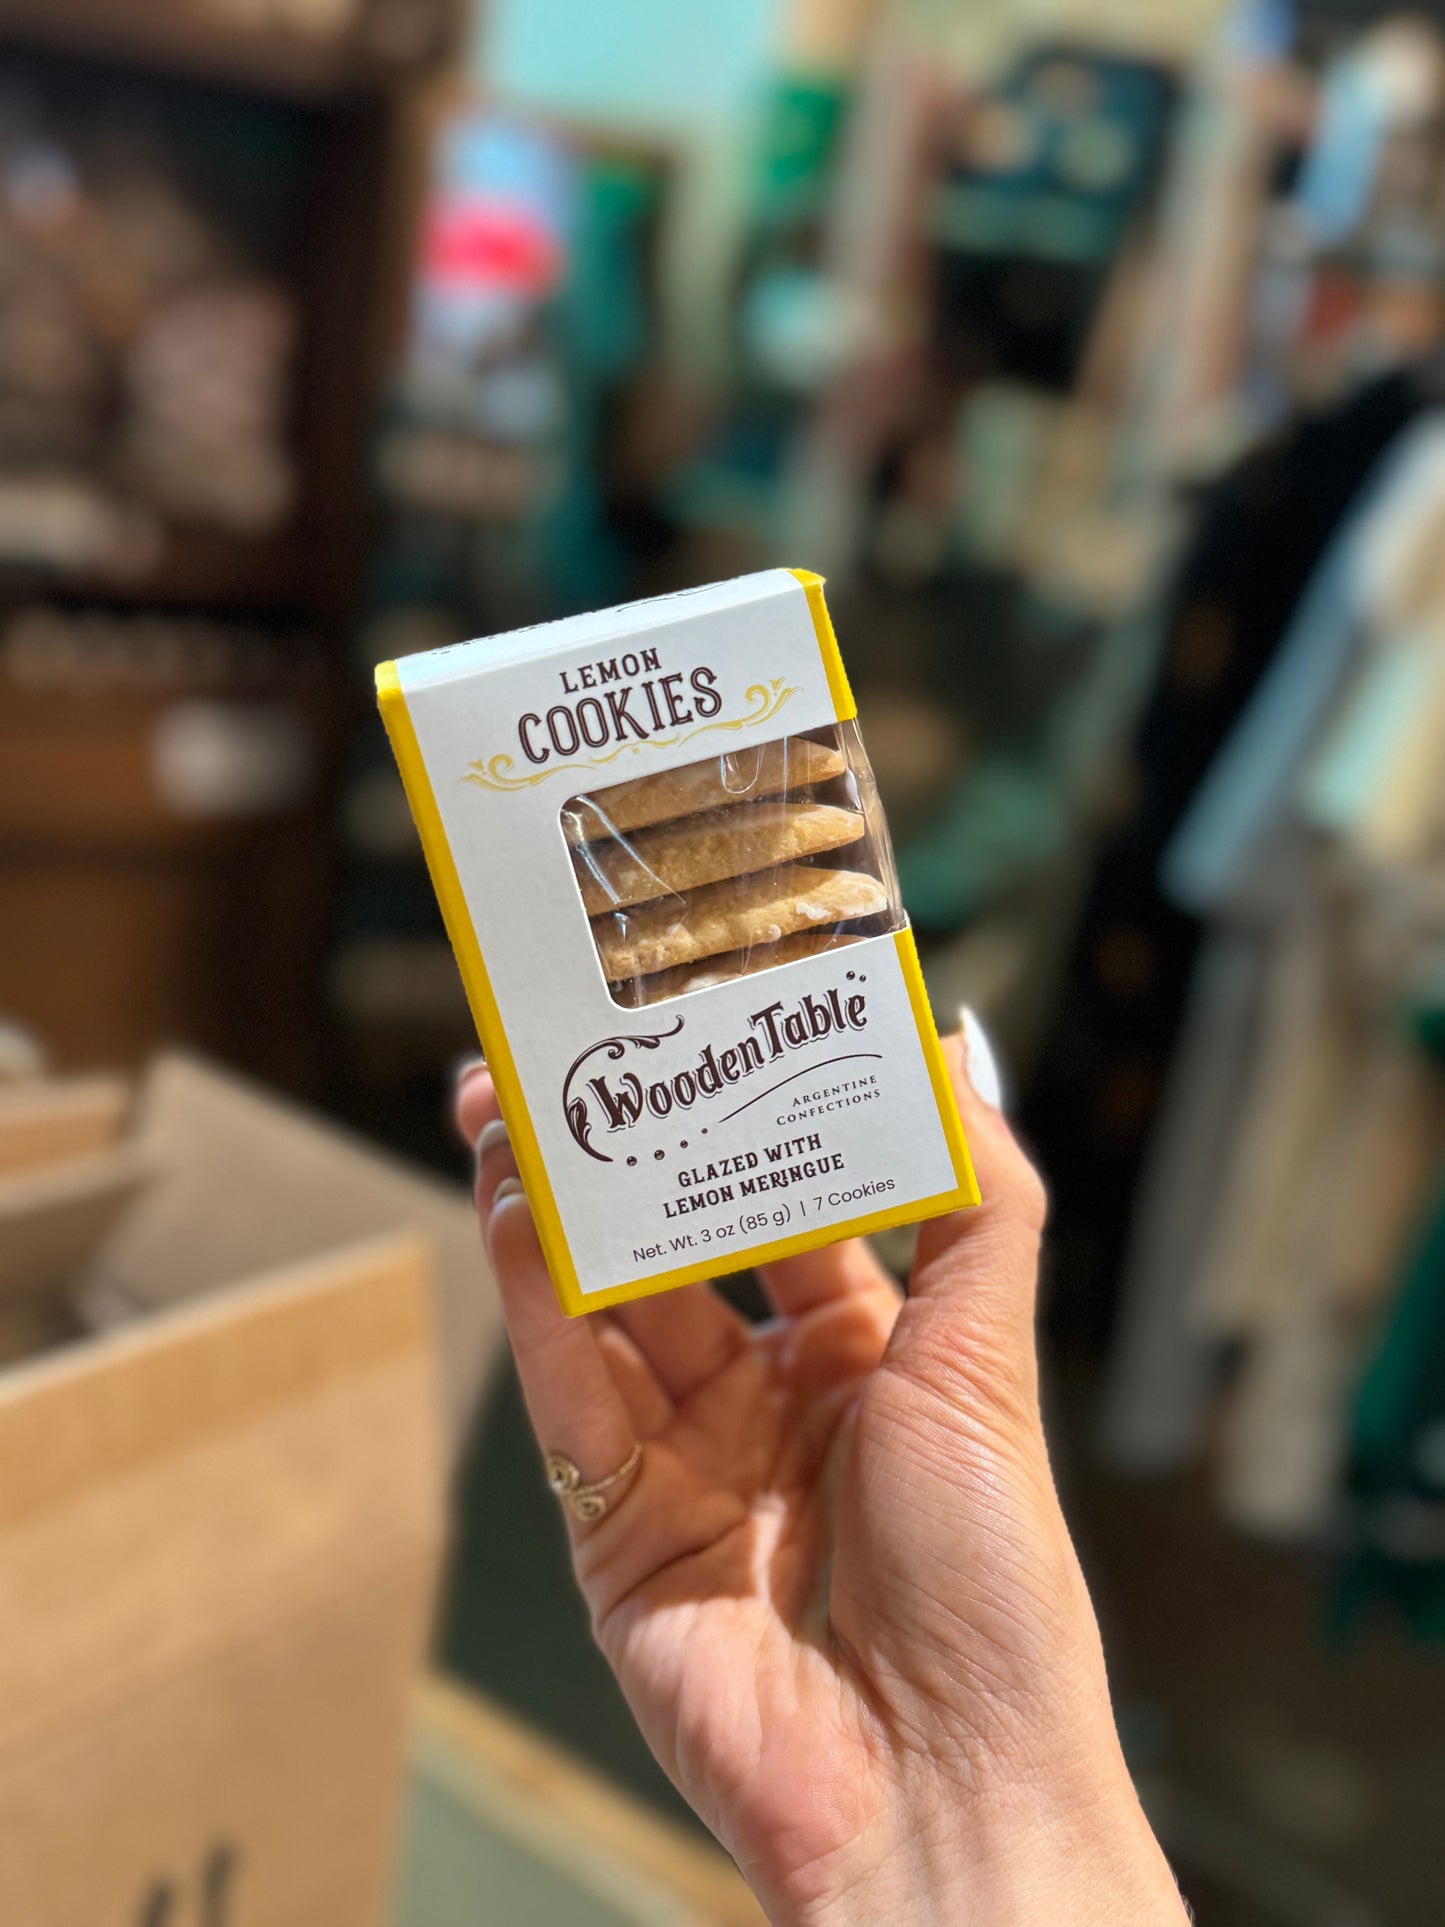 LEMON
COOKIES
WoodenTable
ARGENTINE
CONFECTIONS
GLAZED WITH
LEMON MERINGUE
Net. Wt. 3 oz (85 g) | 7 Cookies